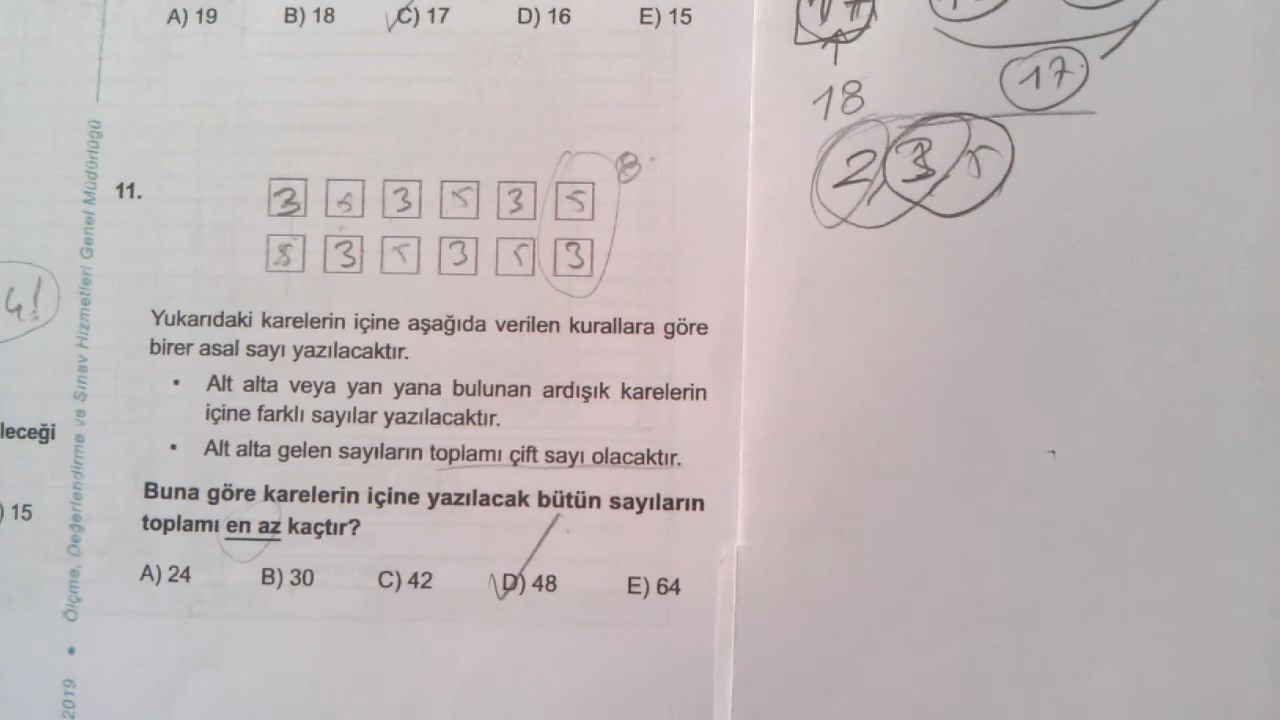 A) 19 B) 18 C) 17 D) 16 E) 15
18
17
2 3 5
11.
3 5 3 5 3 5
5 3 5 3 5 3
8
4!
Yukarıdaki karelerin içine aşağıda verilen kurallara göre
birer asal sayı yazılacaktır.
• Alt alta veya yan yana bulunan ardışık karelerin
içine farklı sayılar yazılacaktır.
• Alt alta gelen sayıların toplamı çift sayı olacaktır.
Buna göre karelerin içine yazılacak bütün sayıların
toplamı en az kaçtır?
A) 24 B) 30 C) 42 D) 48 E) 64
leceği
) 15
2019 • Ölçme, Değerlendirme ve Sınav Hizmetleri Genel Müdürlüğü